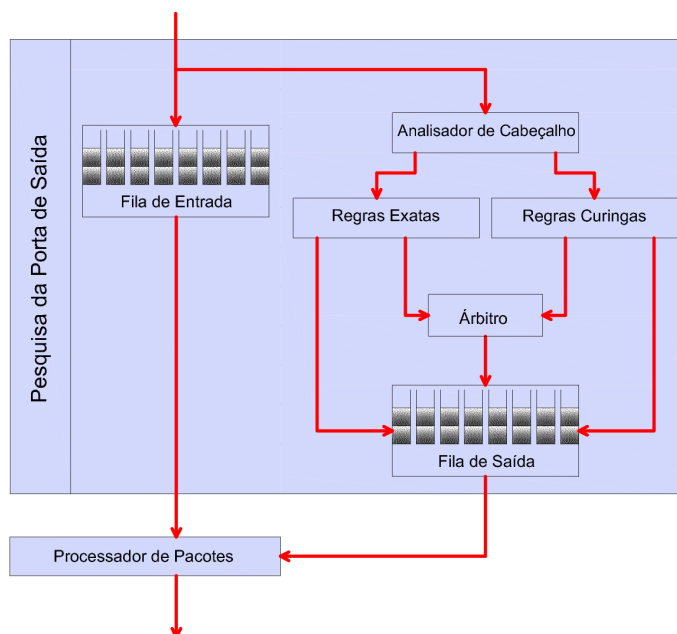 Pesquisa da Porta de Saída
Analisador de Cabeçalho
Fila de Entrada
Regras Exatas
Regras Curingas
Árbitro
Fila de Saída
Processador de Pacotes